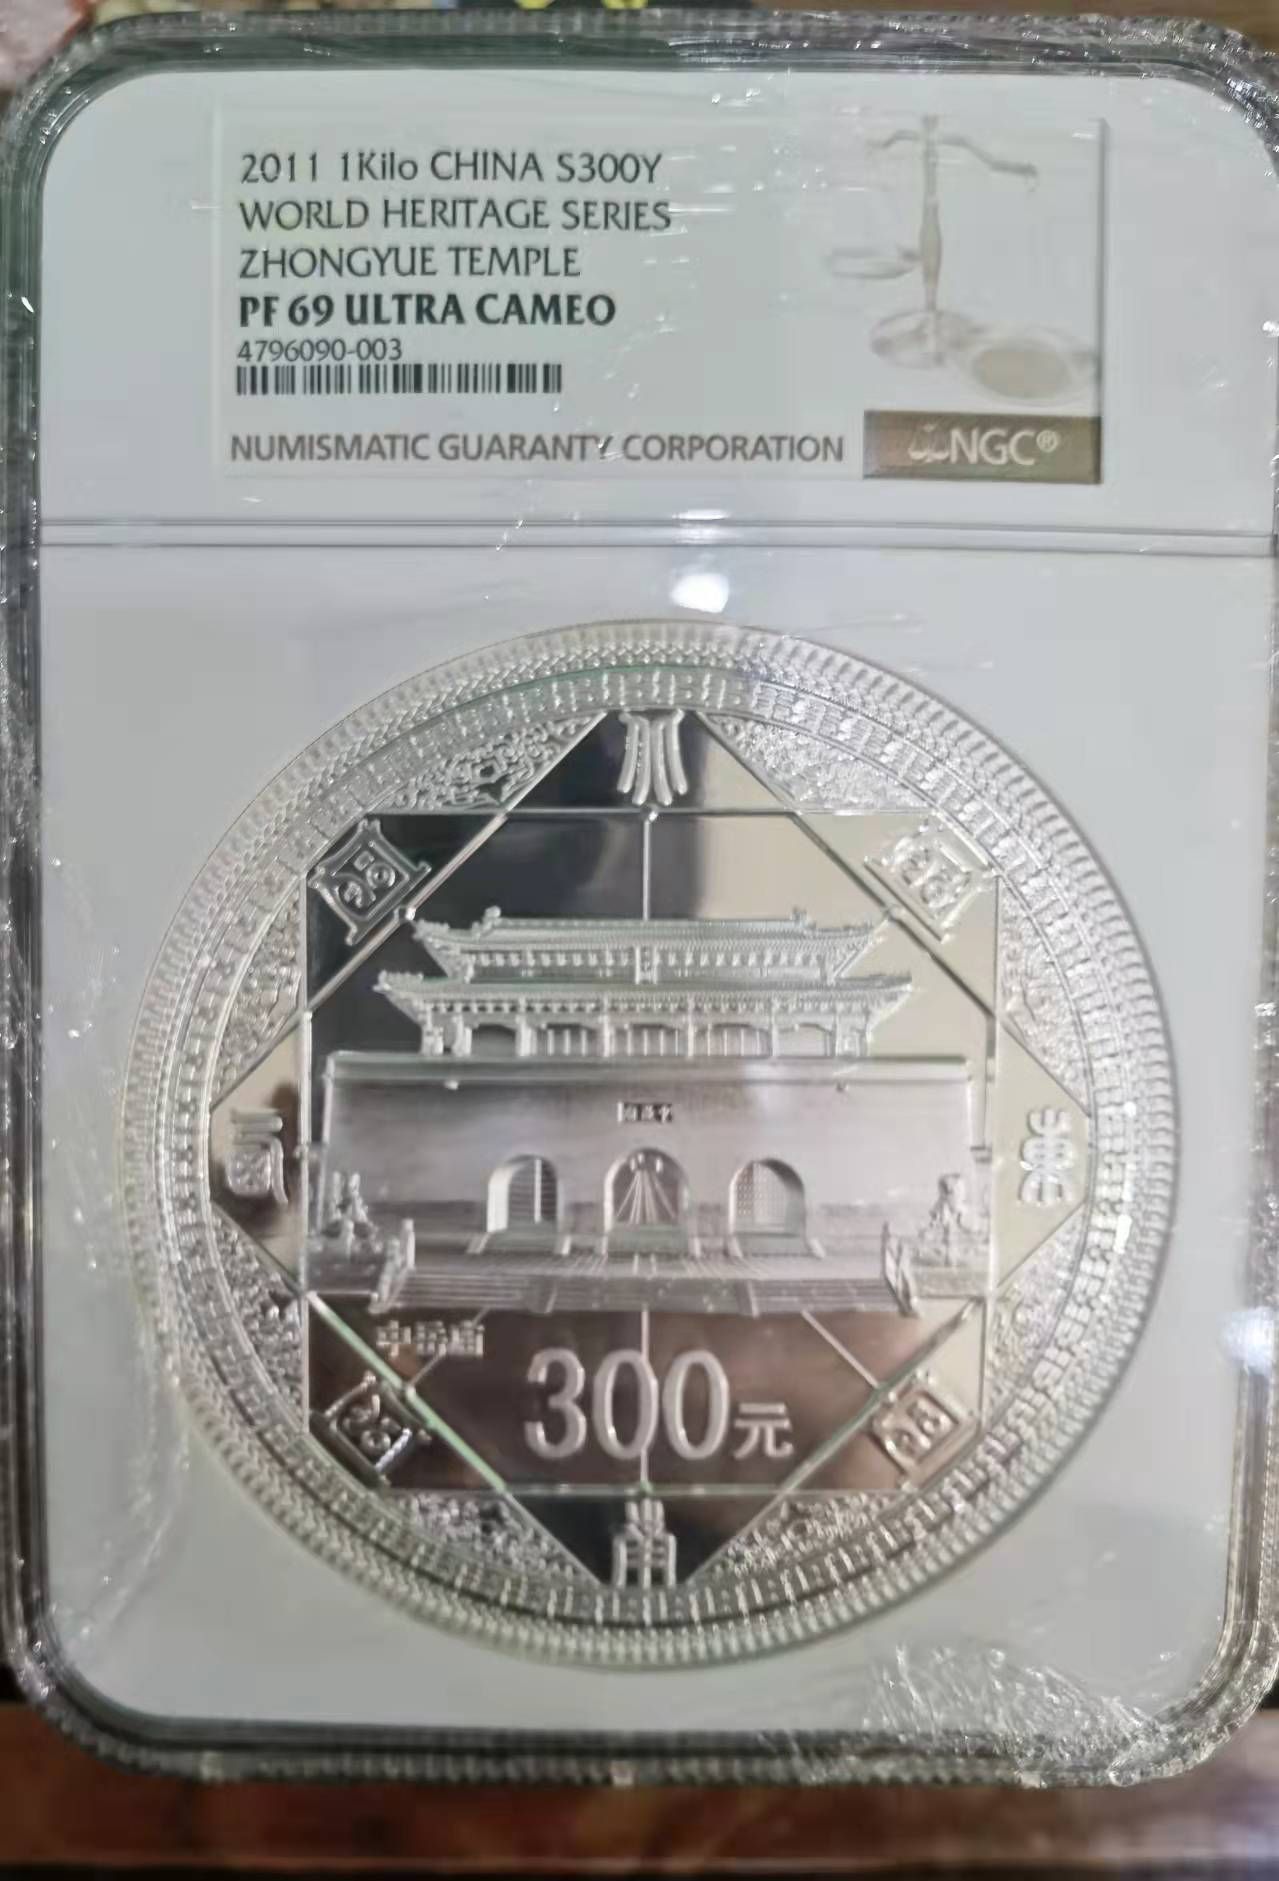 2011 1Kilo CHINA S300Y
WORLD HERITAGE SERIES
ZHONGYUE TEMPLE
PF 69 ULTRA CAMEO
4796090-003
NUMISMATIC GUARANTY CORPORATION
NGC®
中岳庙
300元